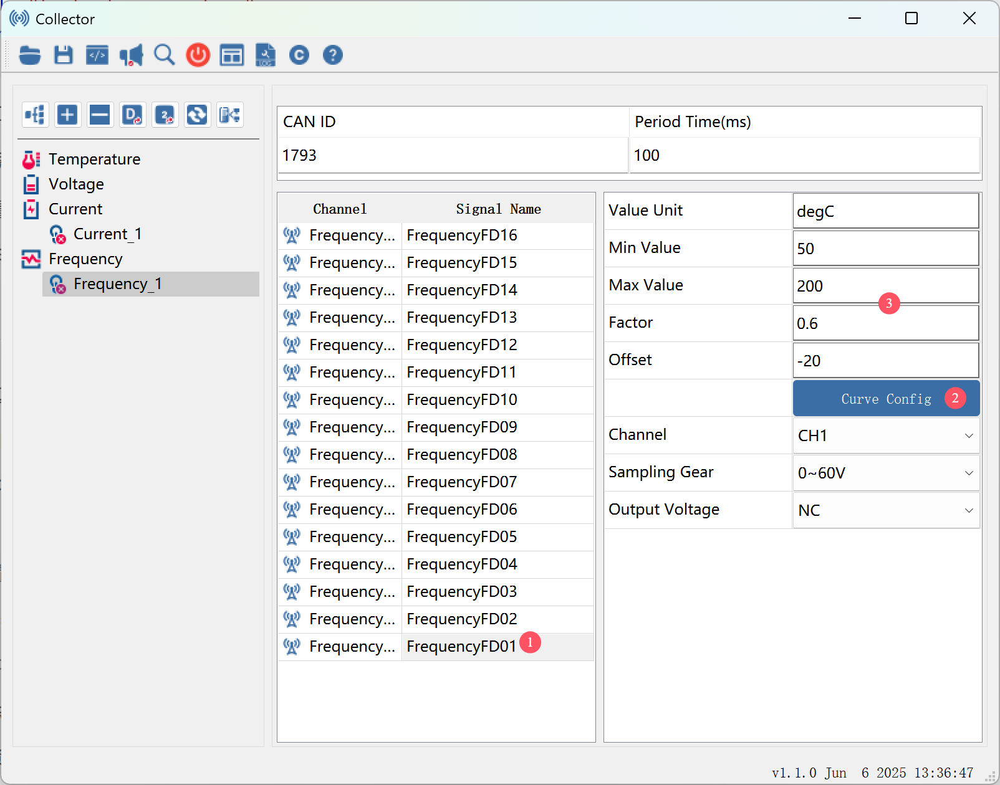 Collector
Temperature
Voltage
Current
Current_1
Frequency
Frequency_1
CAN ID Period Time(ms)
1793 100
Channel Signal Name
Frequency... FrequencyFD16
Frequency... FrequencyFD15
Frequency... FrequencyFD14
Frequency... FrequencyFD13
Frequency... FrequencyFD12
Frequency... FrequencyFD11
Frequency... FrequencyFD10
Frequency... FrequencyFD09
Frequency... FrequencyFD08
Frequency... FrequencyFD07
Frequency... FrequencyFD06
Frequency... FrequencyFD05
Frequency... FrequencyFD04
Frequency... FrequencyFD03
Frequency... FrequencyFD02
Frequency... FrequencyFD01 1
Value Unit degC
Min Value 50
Max Value 200
3
Factor 0.6
Offset -20
Curve Config 2
Channel CH1
Sampling Gear 0~60V
Output Voltage NC
v1.1.0 Jun 6 2025 13:36:47